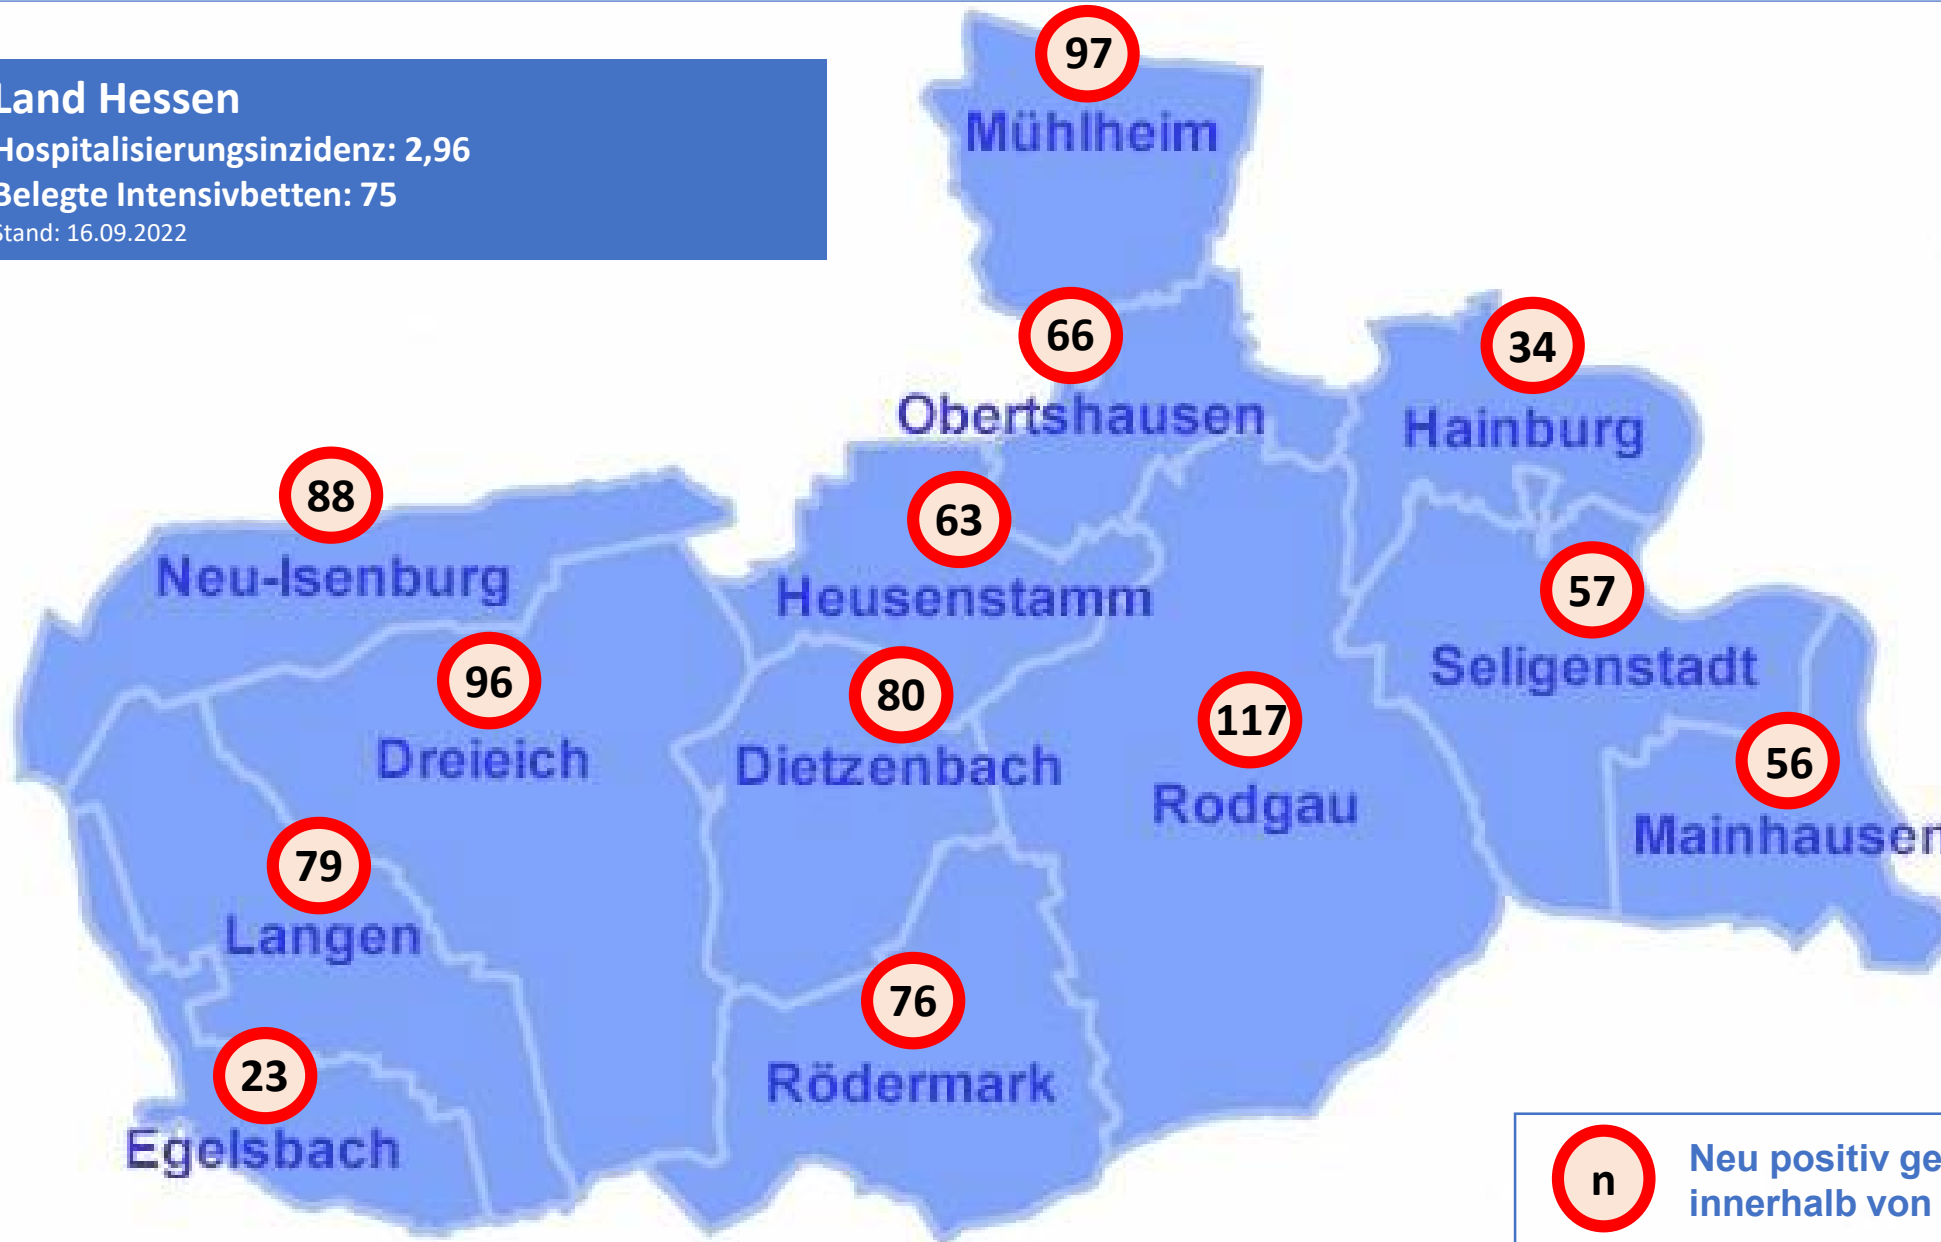 Land Hessen
Hospitalisierungsinzidenz: 2,96
Belegte Intensivbetten: 75
Stand: 16.09.2022
97
Mühlheim
66
Obertshausen
34
Hainburg
88
Neu-Isenburg
63
Heusenstamm
57
Seligenstadt
96
Dreieich
80
Dietzenbach
117
Rodgau
56
Mainhausen
79
Langen
76
Rödermark
23
Egelsbach
n
Neu positiv
innerhalb von